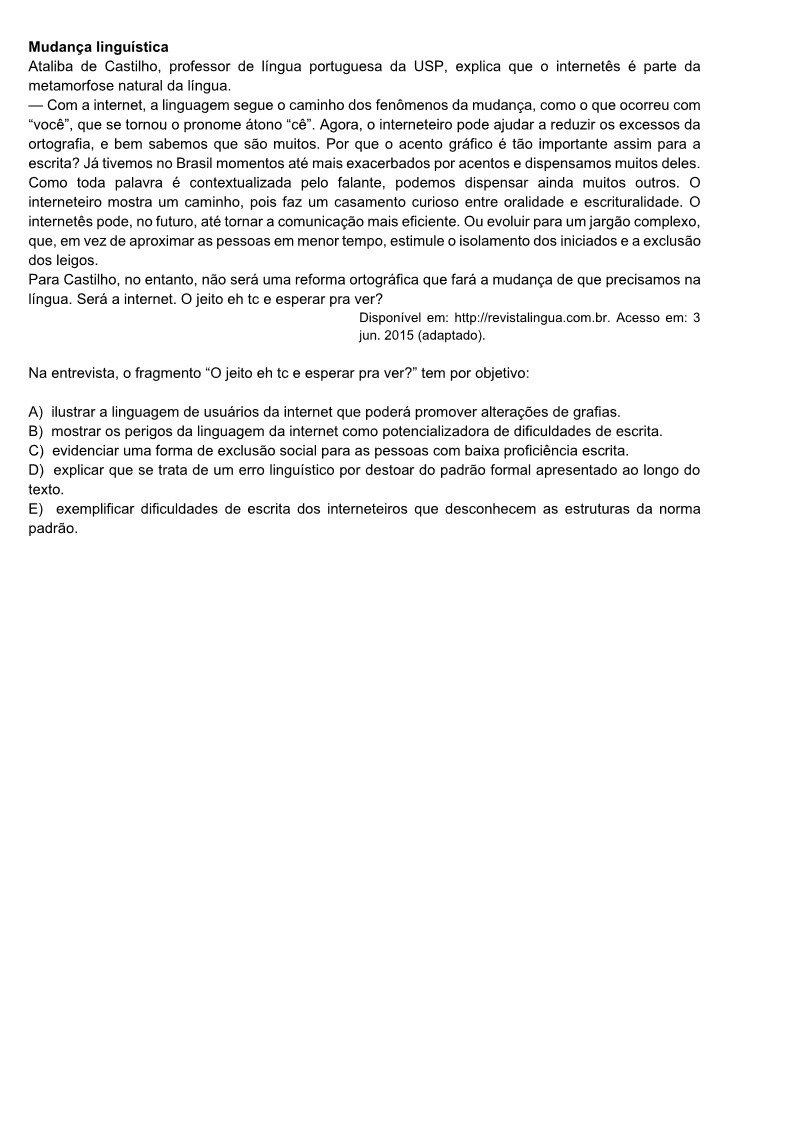 Mudança linguística
Ataliba de Castilho, professor de língua portuguesa da USP, explica que o internetês é parte da
metamorfose natural da língua.
— Com a internet, a linguagem segue o caminho dos fenômenos da mudança, como o que ocorreu com
“você”, que se tornou o pronome átono “cê”. Agora, o interneteiro pode ajudar a reduzir os excessos da
ortografia, e bem sabemos que são muitos. Por que o acento gráfico é tão importante assim para a
escrita? Já tivemos no Brasil momentos até mais exacerbados por acentos e dispensamos muitos deles.
Como toda palavra é contextualizada pelo falante, podemos dispensar ainda muitos outros. O
interneteiro mostra um caminho, pois faz um casamento curioso entre oralidade e escrituralidade. O
internetês pode, no futuro, até tornar a comunicação mais eficiente. Ou evoluir para um jargão complexo,
que, em vez de aproximar as pessoas em menor tempo, estimule o isolamento dos iniciados e a exclusão
dos leigos.
Para Castilho, no entanto, não será uma reforma ortográfica que fará a mudança de que precisamos na
língua. Será a internet. O jeito eh tc e esperar pra ver?
Disponível em: http://revistalingua.com.br. Acesso em: 3
jun. 2015 (adaptado).
Na entrevista, o fragmento “O jeito eh tc e esperar pra ver?” tem por objetivo:
A) ilustrar a linguagem de usuários da internet que poderá promover alterações de grafias.
B) mostrar os perigos da linguagem da internet como potencializadora de dificuldades de escrita.
C) evidenciar uma forma de exclusão social para as pessoas com baixa proficiência escrita.
D) explicar que se trata de um erro linguístico por destoar do padrão formal apresentado ao longo do
texto.
E) exemplificar dificuldades de escrita dos interneteiros que desconhecem as estruturas da norma
padrão.